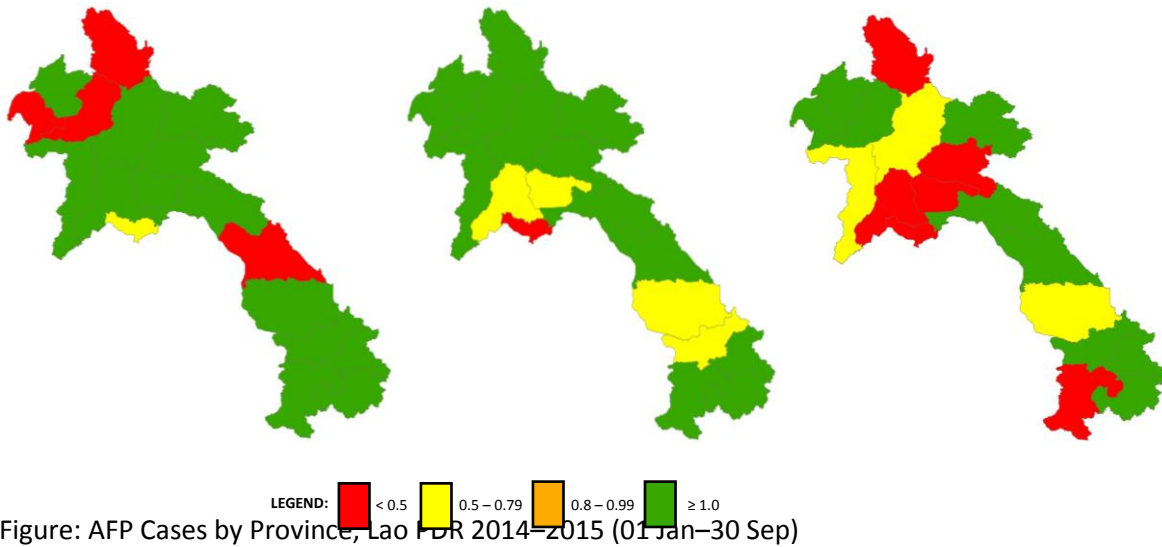 LEGEND: < 0.5 0.5 – 0.79 0.8 – 0.99 ≥ 1.0
Figure: AFP Cases by Province, Lao PDR 2014–2015 (01 Jan–30 Sep)